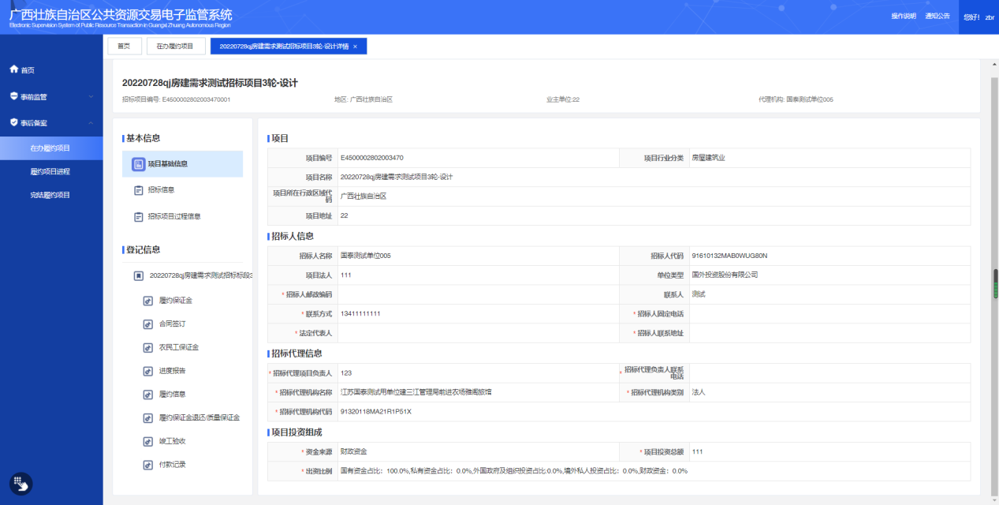 广西壮族自治区公共资源交易电子监管系统
Electronic Supervision System of Public Resource Transaction in Guangxi Zhuang Autonomous Region
操作说明 通知公告 您好! zbr
首页 在办履约项目 20220728qj房建需求测试招标项目3轮-设计详情 ×
首页
事前监管
事后备案
在办履约项目
履约项目进程
完结履约项目
20220728qj房建需求测试招标项目3轮-设计
招标项目编号: E4500002802003470001 地区: 广西壮族自治区 业主单位:22 代理机构: 国泰测试单位005
基本信息
项目基础信息
招标信息
招标项目过程信息
登记信息
20220728qj房建需求测试招标标段3
履约保证金
合同签订
农民工保证金
进度报告
履约信息
履约保证金退还/质量保证金
竣工验收
付款记录
项目
项目编号 E4500002802003470 项目行业分类 房屋建筑业
项目名称 20220728qj房建需求测试项目3轮-设计
项目所在行政区域代
码 广西壮族自治区
项目地址 22
招标人信息
招标人名称 国泰测试单位005 招标人代码 91610132MAB0WUG80N
项目法人 111 单位类型 国外投资股份有限公司
* 招标人邮政编码 联系人 测试
* 联系方式 13411111111 * 招标人固定电话
* 法定代表人 * 招标人联系地址
招标代理信息
* 招标代理项目负责人 123 * 招标代理负责人联系
电话
* 招标代理机构名称 江苏国泰测试用单位建三江管理局前进农场雅阁旅馆 * 招标代理机构类别 法人
* 招标代理机构代码 91320118MA21R1P51X
项目投资组成
* 资金来源 财政资金 * 项目投资总额 111
* 出资比例 国有资金占比：100.0%,私有资金占比：0.0%,外国政府及组织投资占比:0.0%,境外私人投资占比：0.0%,财政资金：0.0%